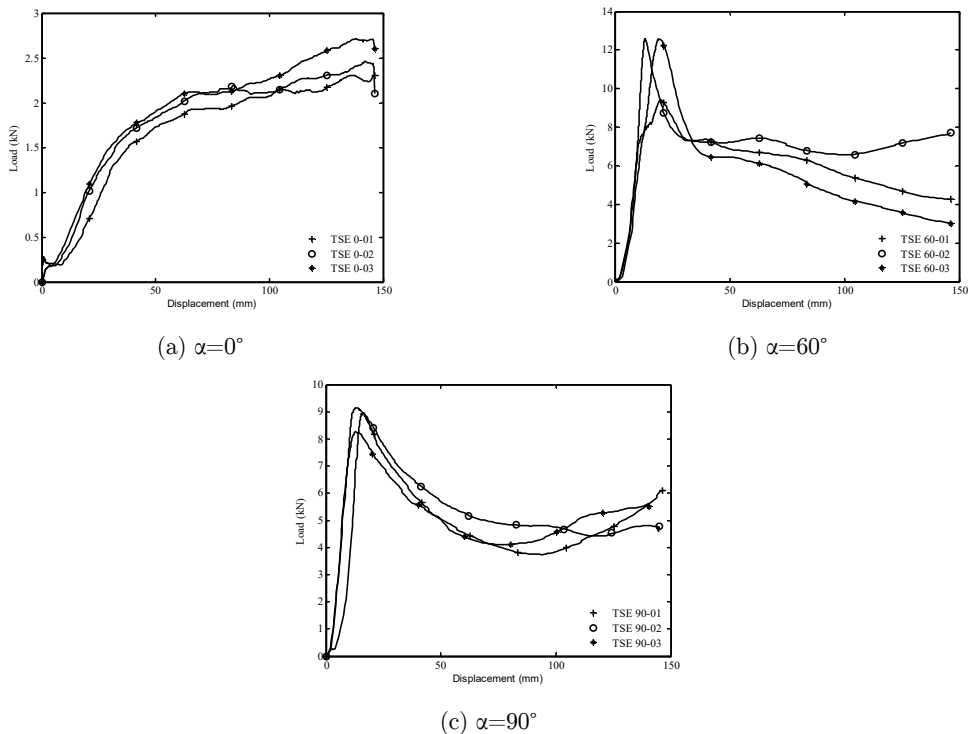 3
2.5
2
1.5
1
0.5
0
Load (kN)
TSE 0-01
TSE 0-02
TSE 0-03
0 50 100 150
Displacement (mm)
(a) α=0°
14
12
10
8
6
4
2
0
Load (kN)
TSE 60-01
TSE 60-02
TSE 60-03
0 50 100 150
Displacement (mm)
(b) α=60°
10
9
8
7
6
5
4
3
2
1
0
Load (kN)
TSE 90-01
TSE 90-02
TSE 90-03
0 50 100 150
Displacement (mm)
(c) α=90°